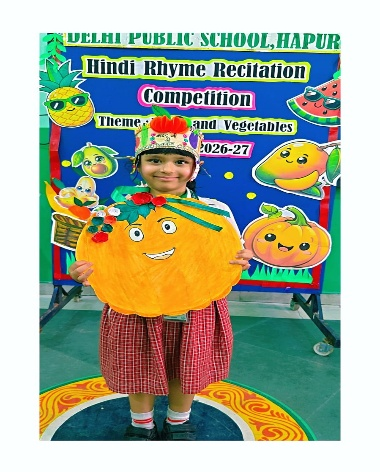 DELHI PUBLIC SCHOOL, HAPUR
Hindi Rhyme Recitation
Competition
Theme and Vegetables
2026-27